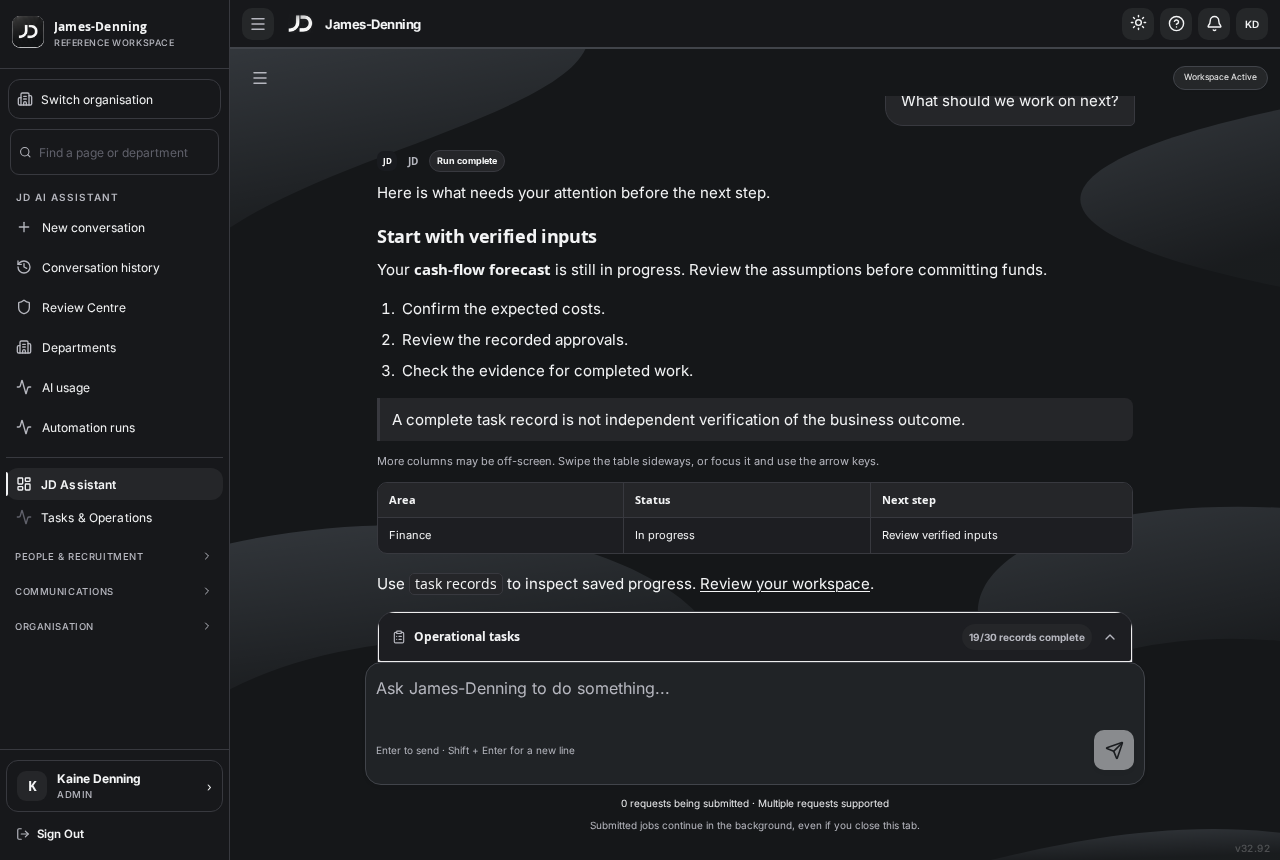 James-Denning
REFERENCE WORKSPACE
Switch organisation
Find a page or department
JD AI ASSISTANT
New conversation
Conversation history
Review Centre
Departments
AI usage
Automation runs
JD Assistant
Tasks & Operations
PEOPLE & RECRUITMENT
COMMUNICATIONS
ORGANISATION
K
Kaine Denning
ADMIN
Sign Out
JD
James-Denning
KD
Workspace Active
What should we work on next?
JD
JD
Run complete
Here is what needs your attention before the next step.
Start with verified inputs
Your cash-flow forecast is still in progress. Review the assumptions before committing funds.
1. Confirm the expected costs.
2. Review the recorded approvals.
3. Check the evidence for completed work.
A complete task record is not independent verification of the business outcome.
More columns may be off-screen. Swipe the table sideways, or focus it and use the arrow keys.
Area Status Next step
Finance In progress Review verified inputs
Use task records to inspect saved progress. Review your workspace.
Operational tasks 19/30 records complete
Ask James-Denning to do something...
Enter to send · Shift + Enter for a new line
0 requests being submitted · Multiple requests supported
Submitted jobs continue in the background, even if you close this tab.
v32.92